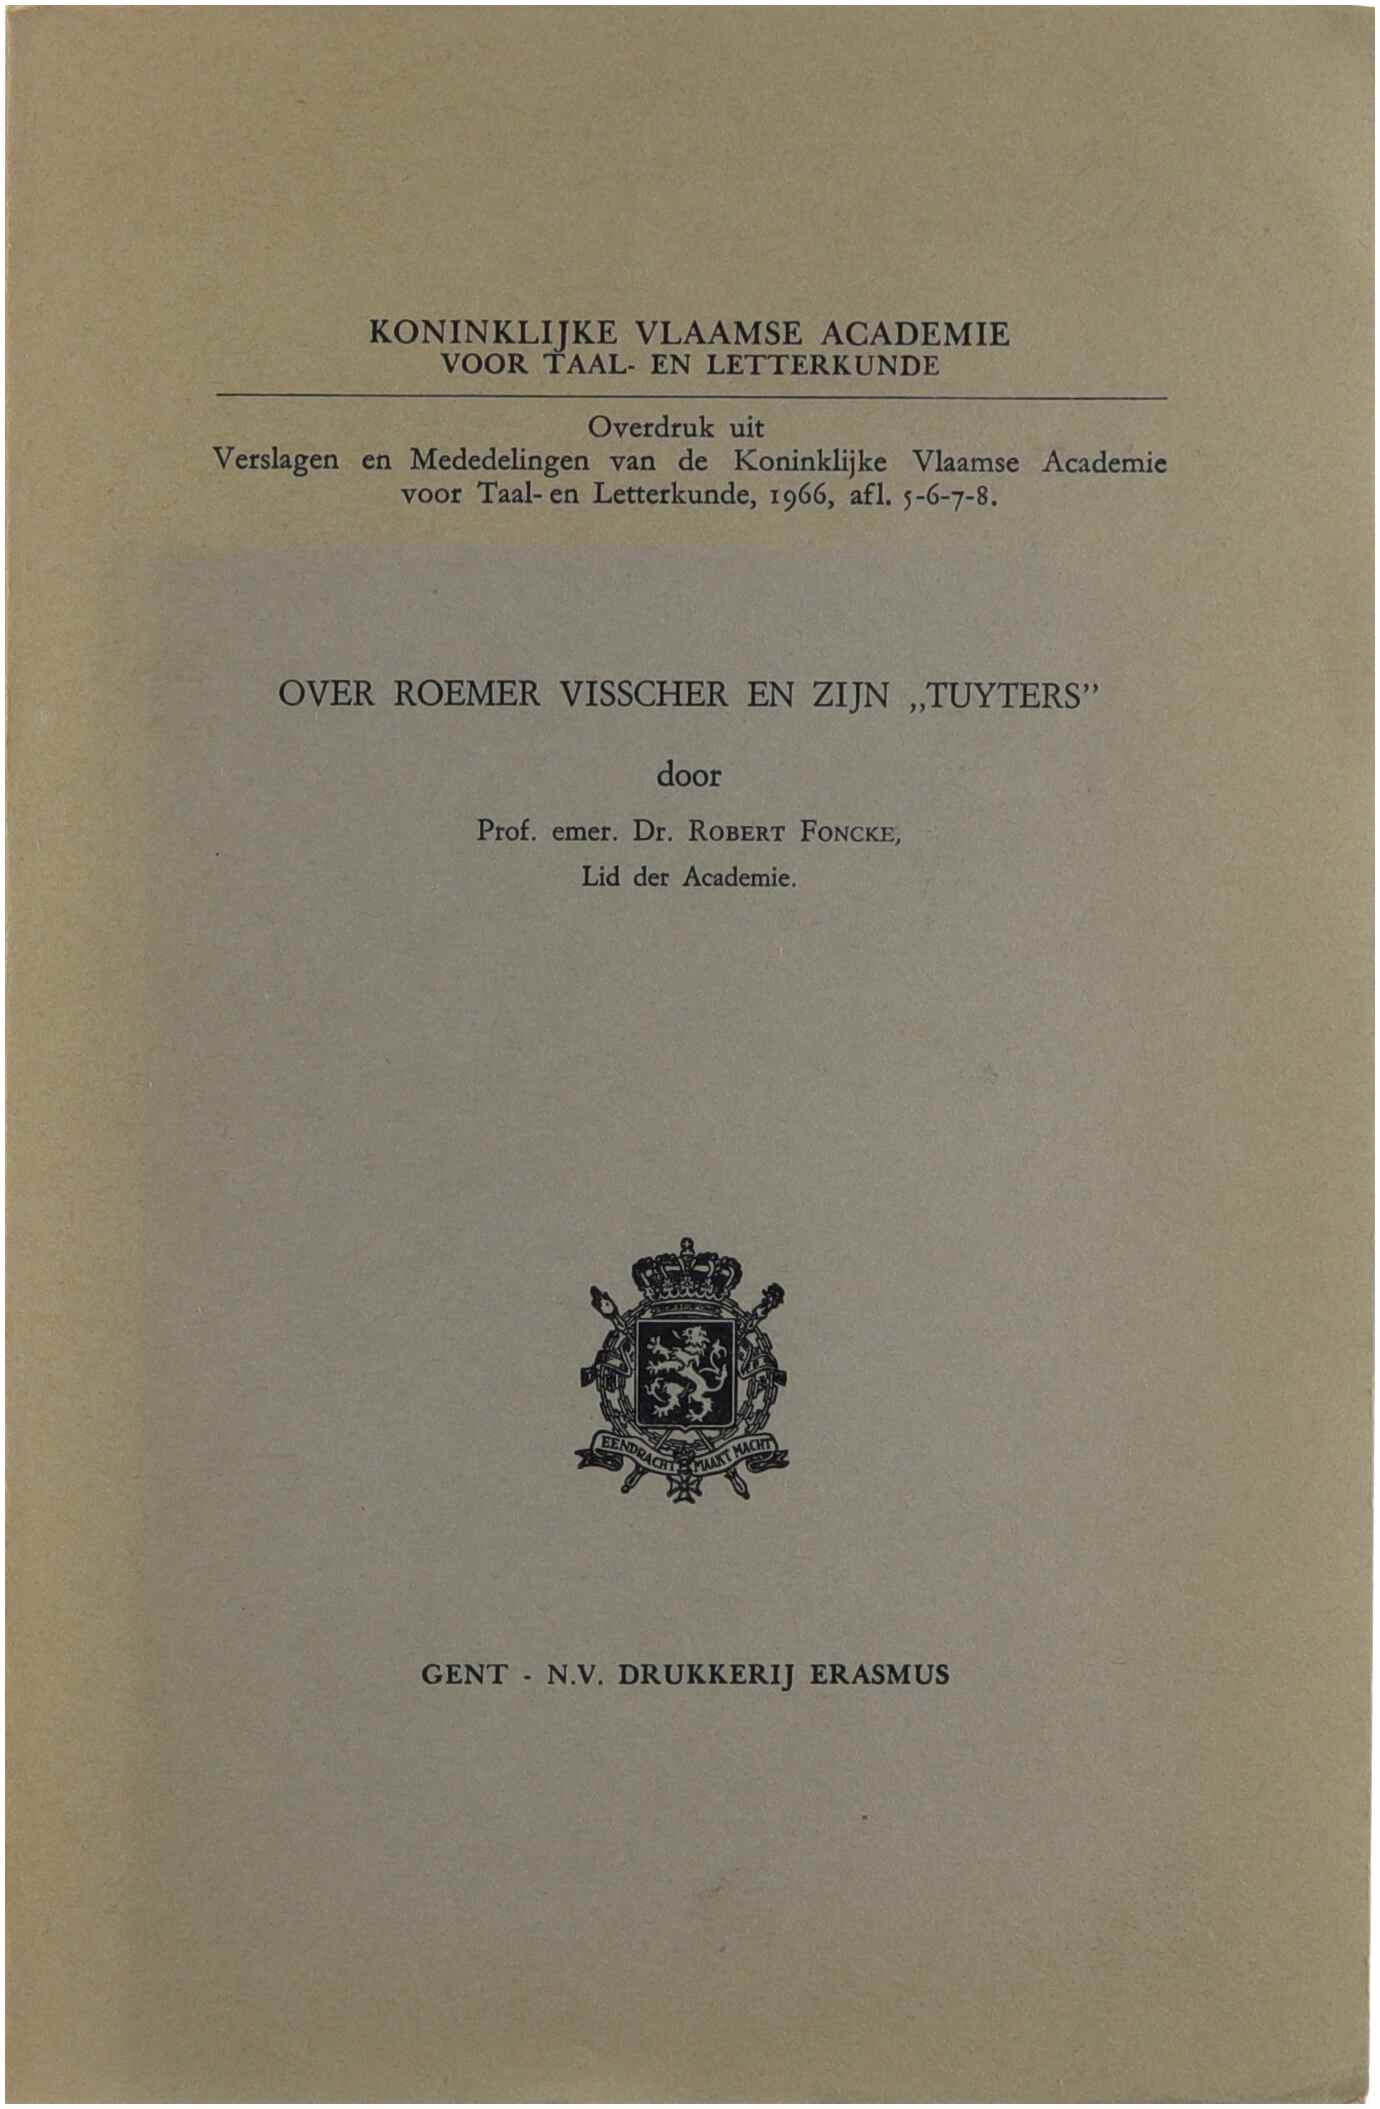 KONINKLIJKE VLAAMSE ACADEMIE
VOOR TAAL- EN LETTERKUNDE
Overdruk uit
Verslagen en Mededelingen van de Koninklijke Vlaamse Academie
voor Taal- en Letterkunde, 1966, afl. 5-6-7-8.
OVER ROEMER VISSCHER EN ZIJN „TUYTERS”
door
Prof. emer. Dr. ROBERT FONCKE,
Lid der Academie.
EENDRACHT MAAKT MACHT
GENT - N.V. DRUKKERIJ ERASMUS